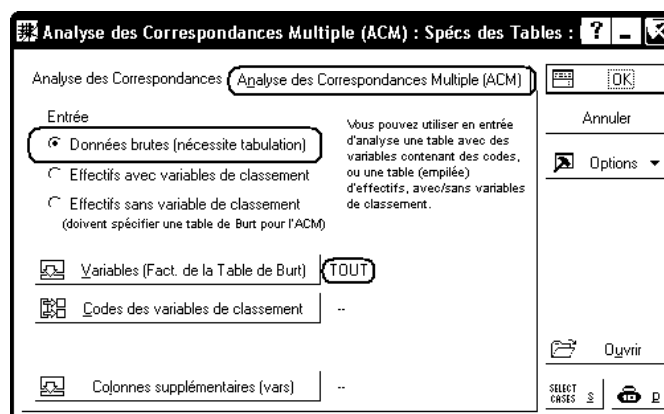 Analyse des Correspondances Multiple (ACM) : Spécs des Tables :
Analyse des Correspondances Analyse des Correspondances Multiple (ACM)
OK
Entrée
Données brutes (nécessite tabulation)
Effectifs avec variables de classement
Effectifs sans variable de classement
(doivent spécifier une table de Burt pour l'ACM)
Vous pouvez utiliser en entrée
d'analyse une table avec des
variables contenant des codes,
ou une table (empilée)
d'effectifs, avec/sans variables
de classement.
Annuler
Options
Variables (Fact. de la Table de Burt) TOUT
Codes des variables de classement --
Colonnes supplémentaires (vars) --
Ouvrir
SELECT
CASES S D